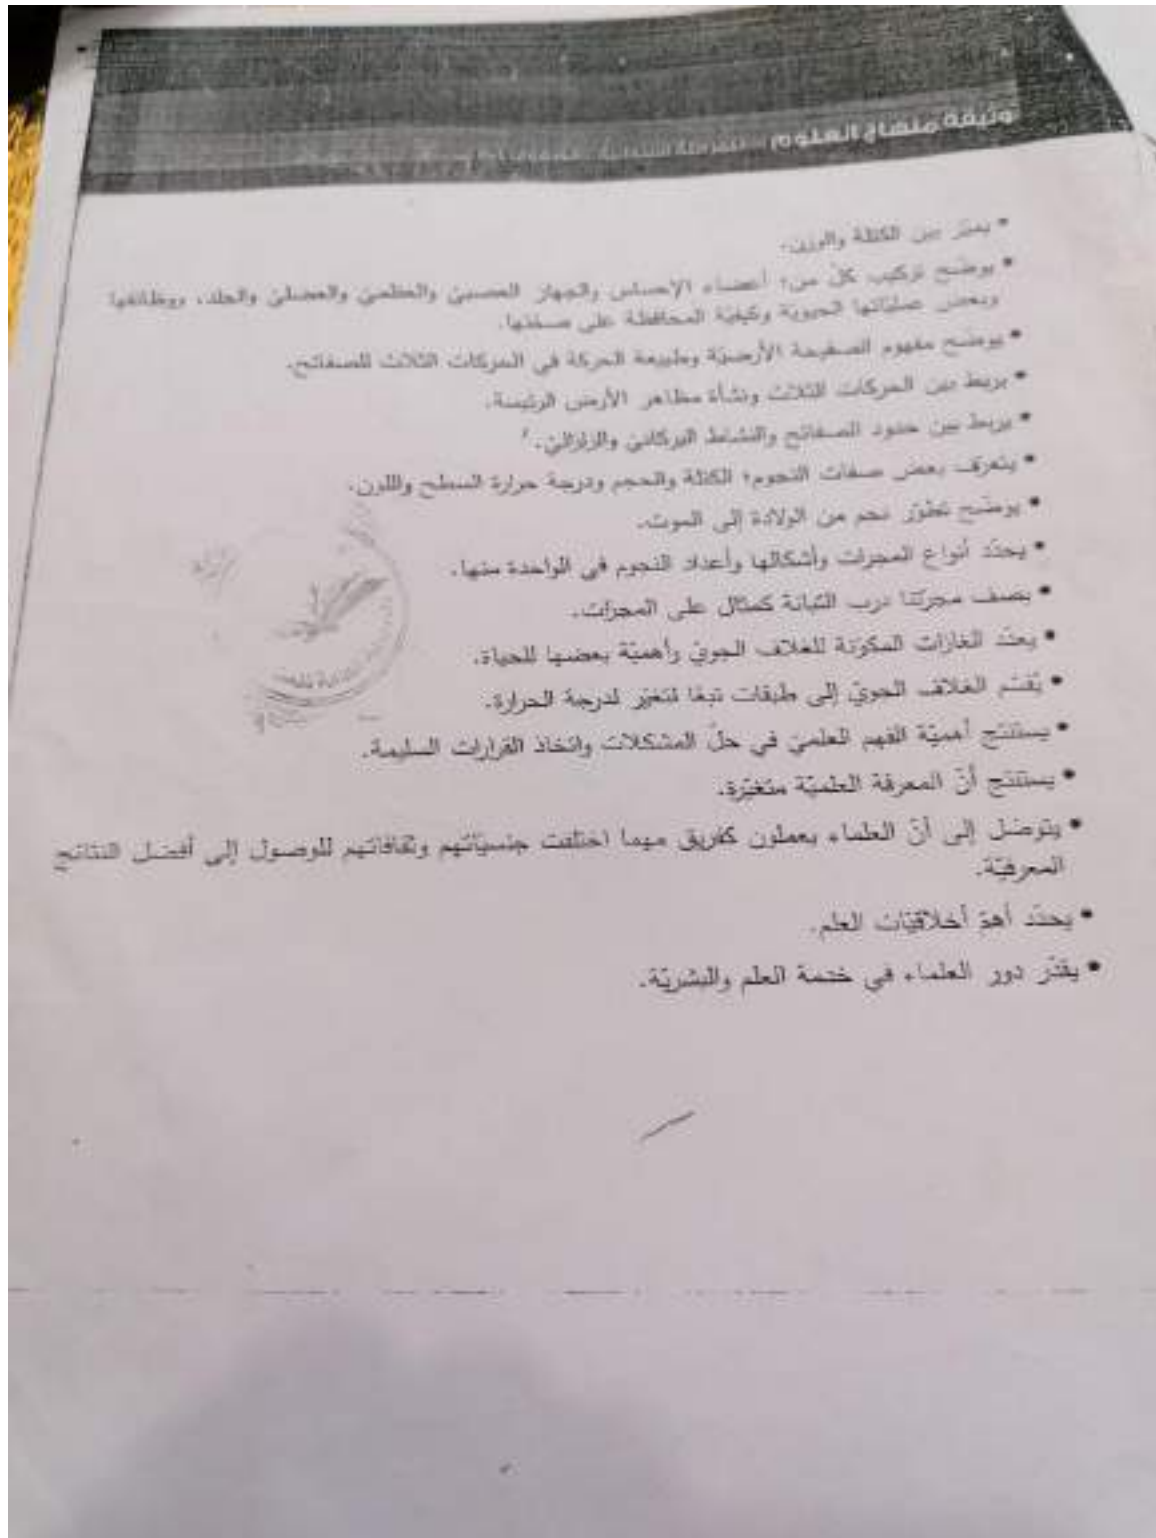 وثيقة منهاج العلوم
• يميّز بين الكتلة والوزن.
• يوضّح تركيب كلّ من؛ أعضاء الإحساس والجهاز العصبيّ والعظميّ والعضليّ والجلد، ووظائفها
وبعض عمليّاتها الحيويّة وكيفيّة المحافظة على صحّتها.
• يوضّح مفهوم الصفيحة الأرضيّة وطبيعة الحركة في الحركات الثلاث للصفائح.
• يربط بين الحركات الثلاث ونشأة مظاهر الأرض الرئيسة.
• يربط بين حدود الصفائح والنشاط البركانيّ والزلزاليّ.
• يتعرّف بعض صفات النجوم؛ الكتلة والحجم ودرجة حرارة السطح واللون.
• يوضّح تطوّر نجم من الولادة إلى الموت.
• يحدّد أنواع المجرات وأشكالها وأعداد النجوم في الواحدة منها.
• يصف مجرّتنا درب التبّانة كمثال على المجرّات.
• يعدّد الغازات المكوّنة للغلاف الجويّ وأهميّة بعضها للحياة.
• يُقسّم الغلاف الجويّ إلى طبقات تبعًا لتغيّر لدرجة الحرارة.
• يستنتج أهميّة الفهم العلميّ في حلّ المشكلات واتخاذ القرارات السليمة.
• يستنتج أنّ المعرفة العلميّة متغيّرة.
• يتوصّل إلى أنّ العلماء يعملون كفريق مهما اختلفت جنسيّاتهم وثقافاتهم للوصول إلى أفضل النتائج
المعرفيّة.
• يحدّد أهمّ أخلاقيّات العلم.
• يقدّر دور العلماء في خدمة العلم والبشريّة.